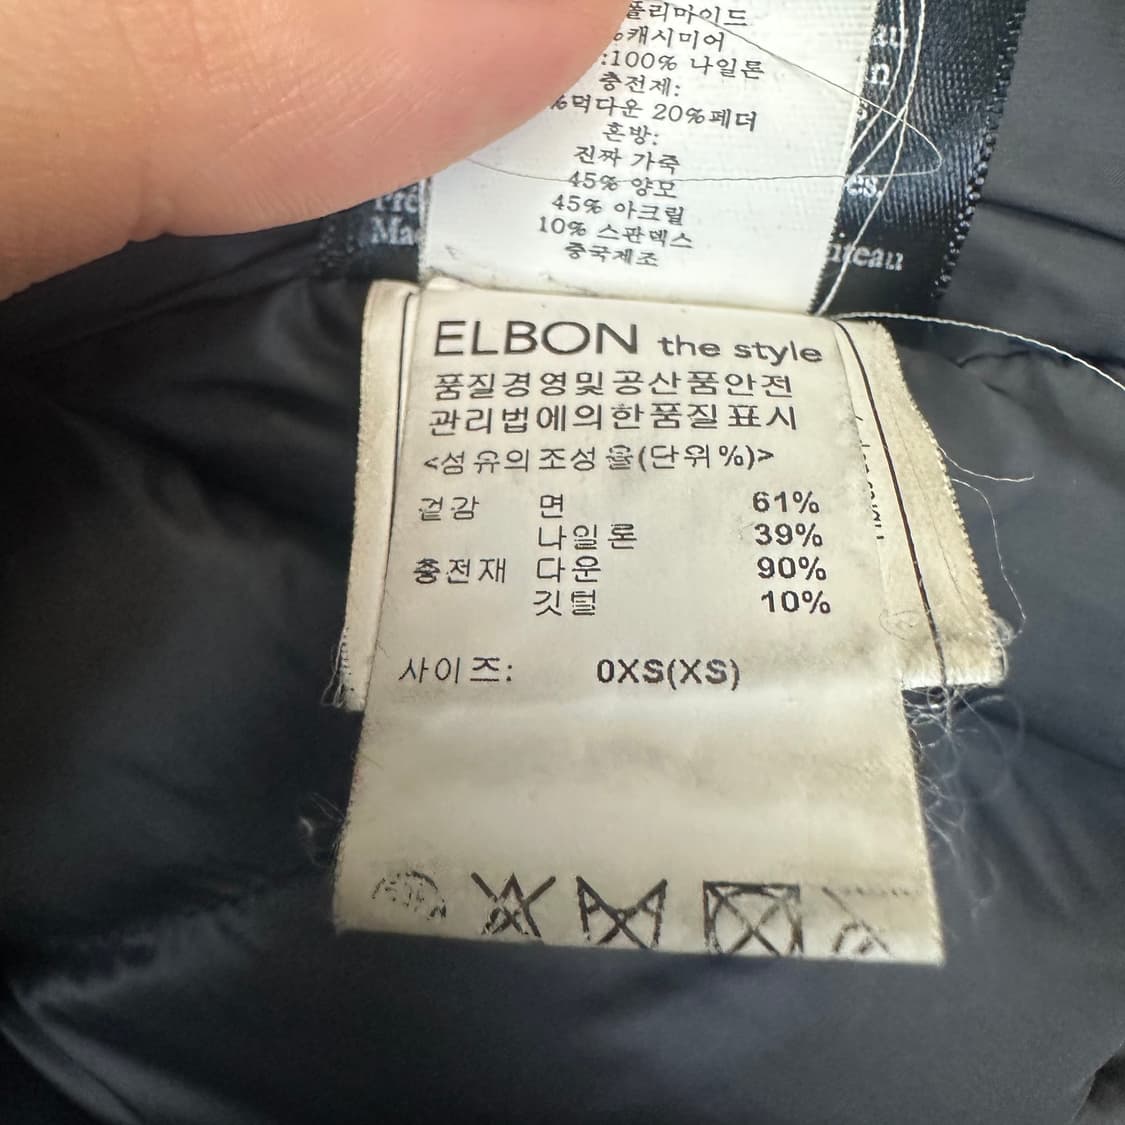 폴리마이드
%캐시미어
:100% 나일론
충전제:
%덕다운 20%페더
혼방:
진짜 가죽
45% 양모
45% 아크릴
10% 스판덱스
중국제조
es.
Ma
iteau
ELBON the style
품질경영및공산품안전
관리법에의한품질표시
<섬유의조성율(단위%)>
겉감 면 61%
나일론 39%
충전재 다운 90%
깃털 10%
사이즈: 0XS(XS)